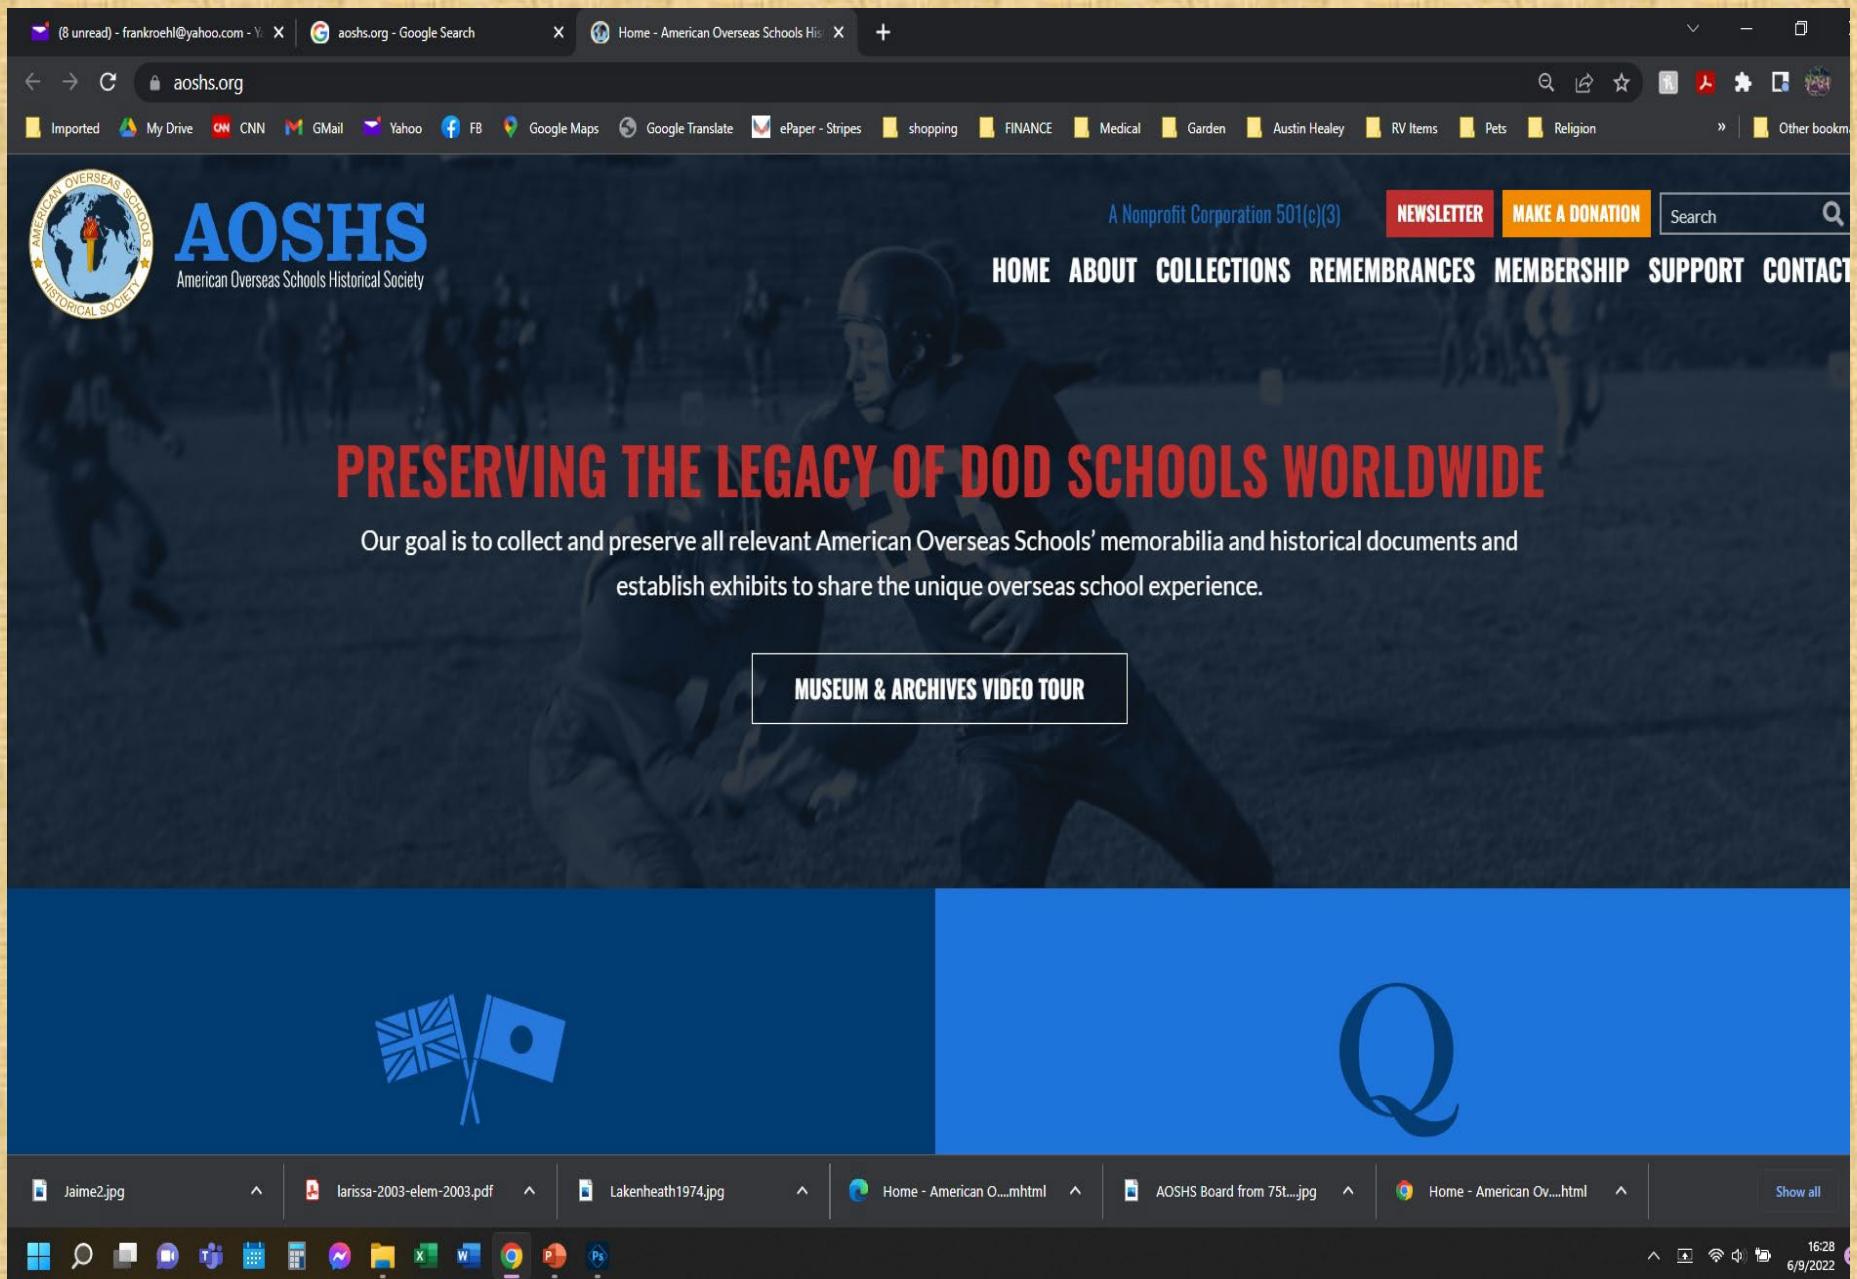 (8 unread) - frankroehl@yahoo.com - Y
aoshs.org - Google Search
Home - American Overseas Schools His
aoshs.org
Imported My Drive CNN CNN GMail Yahoo FB Google Maps Google Translate ePaper - Stripes shopping FINANCE Medical Garden Austin Healey RV Items Pets Religion » Other bookm
AMERICAN OVERSEAS SCHOOLS
HISTORICAL SOCIETY
AOSHS
American Overseas Schools Historical Society
A Nonprofit Corporation 501(c)(3) NEWSLETTER MAKE A DONATION Search
HOME ABOUT COLLECTIONS REMEMBRANCES MEMBERSHIP SUPPORT CONTACT
PRESERVING THE LEGACY OF DOD SCHOOLS WORLDWIDE
Our goal is to collect and preserve all relevant American Overseas Schools' memorabilia and historical documents and
establish exhibits to share the unique overseas school experience.
MUSEUM & ARCHIVES VIDEO TOUR
Q
Jaime2.jpg larissa-2003-elem-2003.pdf Lakenheath1974.jpg Home - American O....mhtml AOSHS Board from 75t....jpg Home - American Ov....html Show all
16:28
6/9/2022